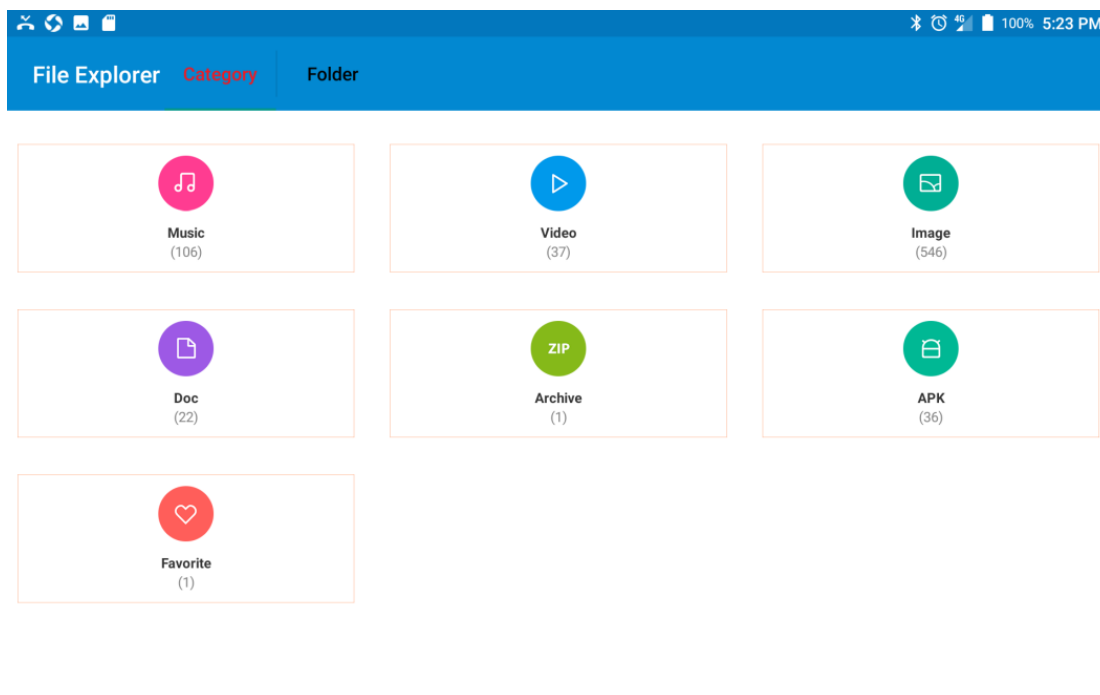 4G 100% 5:23 PM
File Explorer Category Folder
Music
(106)
Video
(37)
Image
(546)
Doc
(22)
ZIP
Archive
(1)
APK
(36)
Favorite
(1)